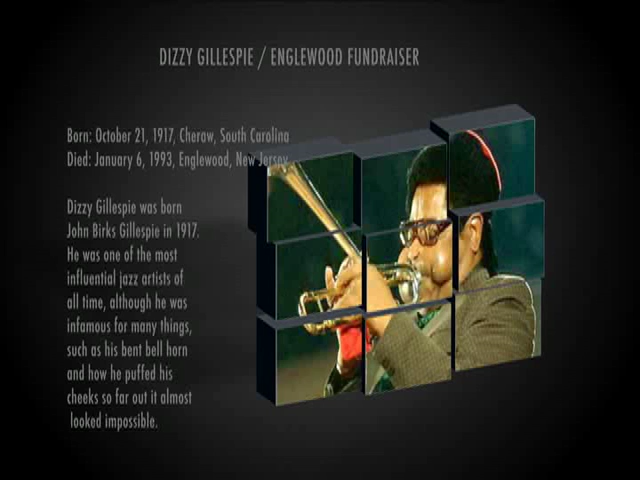 DIZZY GILLESPIE / ENGLEWOOD FUNDRAISER
Born: October 21, 1917, Cheraw, South Carolina
Died: January 6, 1993, Englewood, New Jersey
Dizzy Gillespie was born
John Birks Gillespie in 1917.
He was one of the most
influential jazz artists of
all time, although he was
infamous for many things,
such as his bent bell horn
and how he puffed his
cheeks so far out it almost
looked impossible.